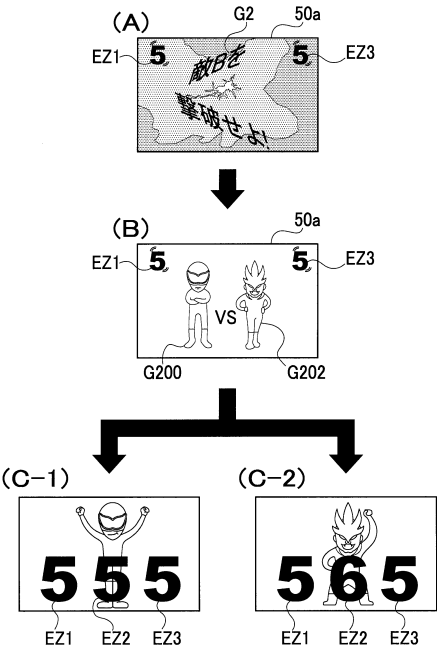 (A)
G2
50a
EZ1
5
5
EZ3
敵Bを
撃破せよ!
(B)
50a
EZ1
5
5
EZ3
VS
G200
G202
(C-1)
(C-2)
5 5 5
5 6 5
EZ1 EZ2 EZ3
EZ1 EZ2 EZ3